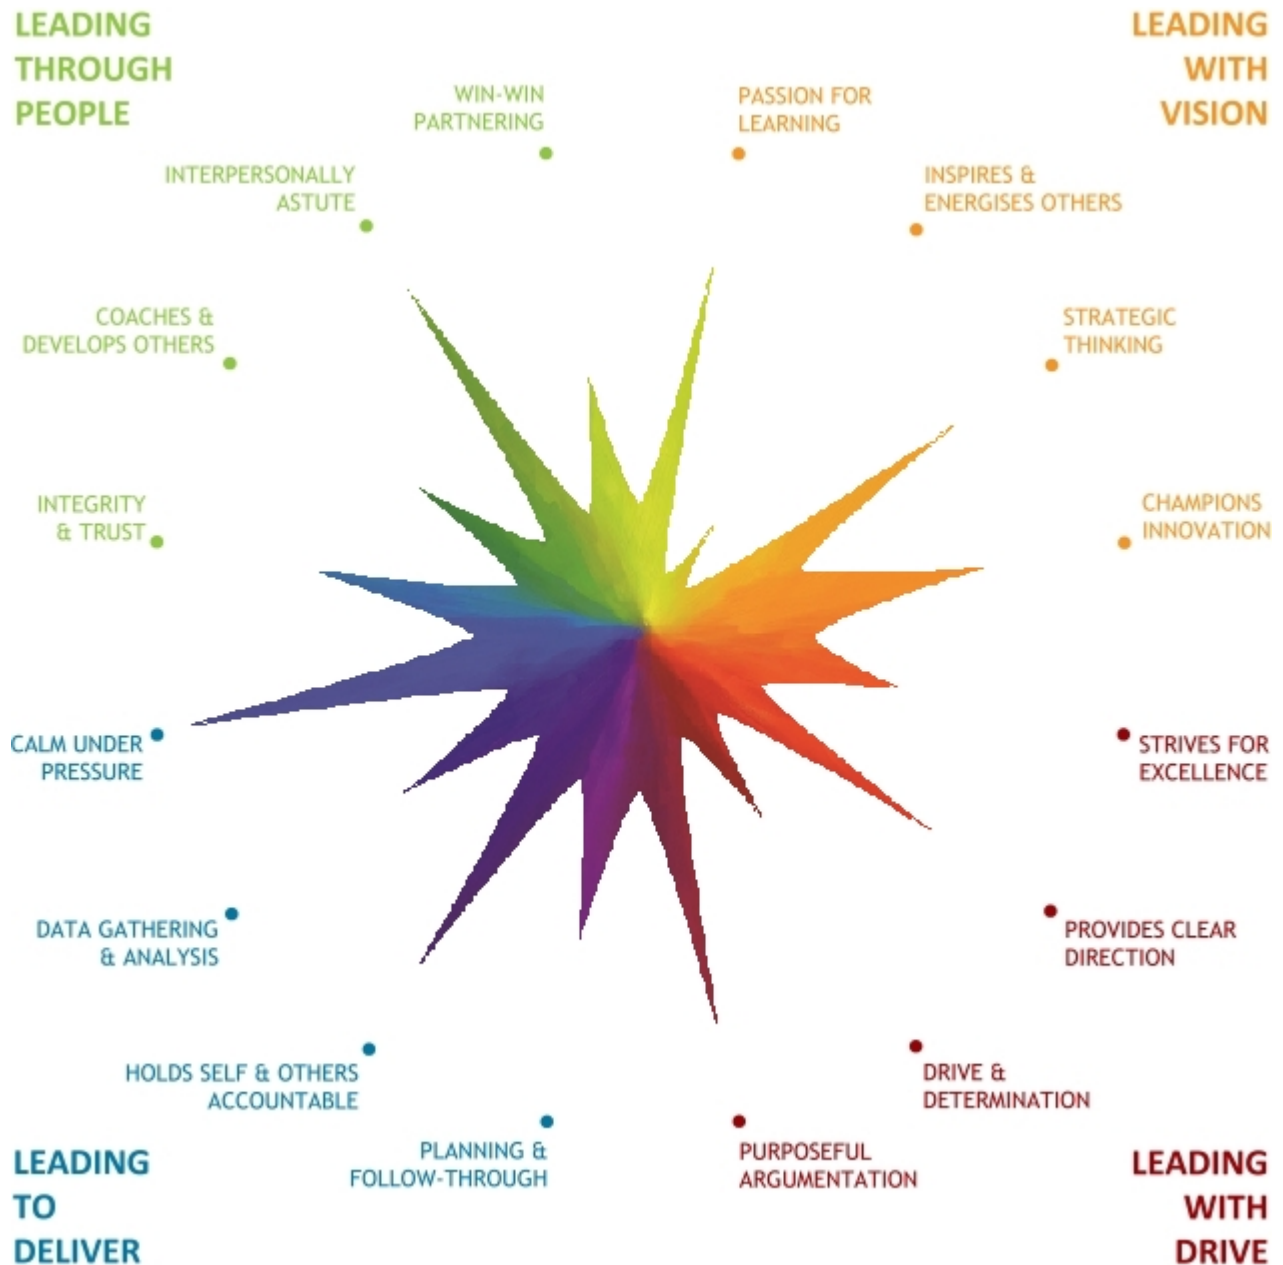 LEADING
THROUGH
PEOPLE
LEADING
WITH
VISION
WIN-WIN
PARTNERING
PASSION FOR
LEARNING
INTERPERSONALLY
ASTUTE
INSPIRES &
ENERGISES OTHERS
COACHES &
DEVELOPS OTHERS
STRATEGIC
THINKING
INTEGRITY
& TRUST
CHAMPIONS
INNOVATION
CALM UNDER
PRESSURE
STRIVES FOR
EXCELLENCE
DATA GATHERING
& ANALYSIS
PROVIDES CLEAR
DIRECTION
HOLDS SELF & OTHERS
ACCOUNTABLE
DRIVE &
DETERMINATION
PLANNING &
FOLLOW-THROUGH
PURPOSEFUL
ARGUMENTATION
LEADING
TO
DELIVER
LEADING
WITH
DRIVE